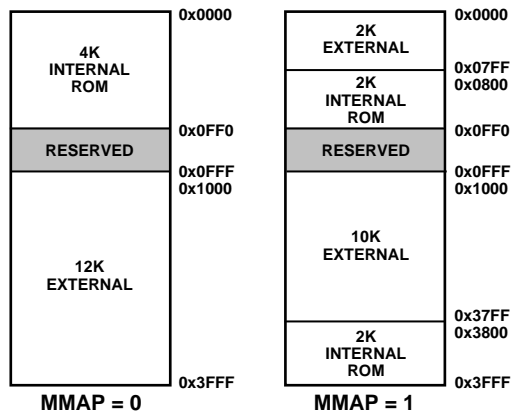 0x0000
4K
INTERNAL
ROM
0x0FF0
RESERVED
0x0FFF
0x1000
12K
EXTERNAL
0x3FFF
MMAP = 0
0x0000
2K
EXTERNAL
0x07FF
0x0800
2K
INTERNAL
ROM
0x0FF0
RESERVED
0x0FFF
0x1000
10K
EXTERNAL
0x37FF
0x3800
2K
INTERNAL
ROM
0x3FFF
MMAP = 1